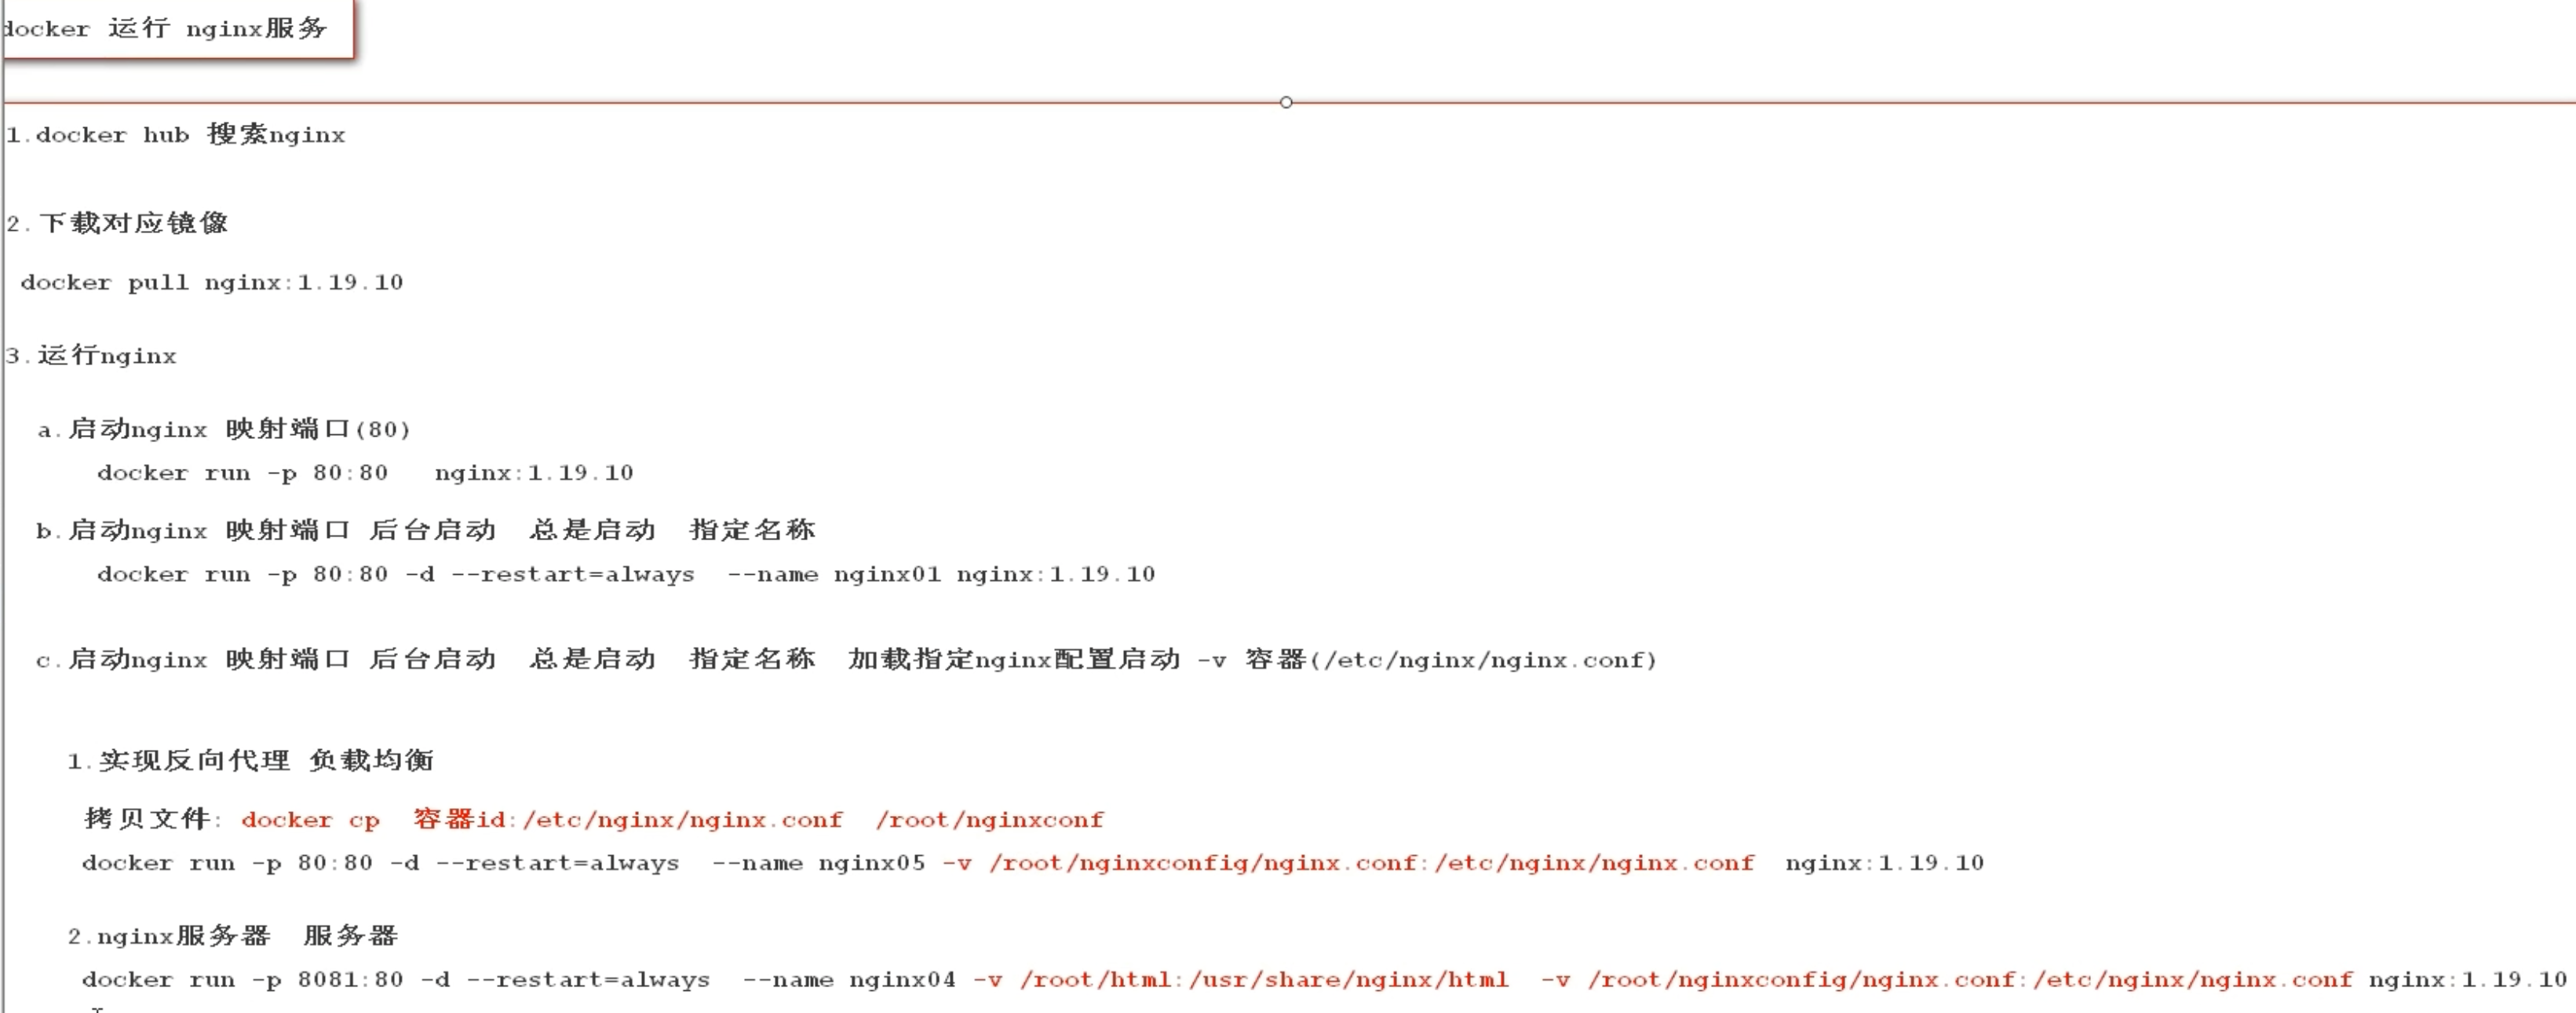 docker 运行 nginx服务
1.docker hub 搜索nginx
2.下载对应镜像
docker pull nginx:1.19.10
3.运行nginx
a.启动nginx 映射端口(80)
docker run -p 80:80 nginx:1.19.10
b.启动nginx 映射端口 后台启动 总是启动 指定名称
docker run -p 80:80 -d --restart=always --name nginx01 nginx:1.19.10
c.启动nginx 映射端口 后台启动 总是启动 指定名称 加载指定nginx配置启动 -v 容器(/etc/nginx/nginx.conf)
1.实现反向代理 负载均衡
拷贝文件: docker cp 容器id:/etc/nginx/nginx.conf /root/nginxconf
docker run -p 80:80 -d --restart=always --name nginx05 -v /root/nginxconfig/nginx.conf:/etc/nginx/nginx.conf nginx:1.19.10
2.nginx服务器 服务器
docker run -p 8081:80 -d --restart=always --name nginx04 -v /root/html:/usr/share/nginx/html -v /root/nginxconfig/nginx.conf:/etc/nginx/nginx.conf nginx:1.19.10